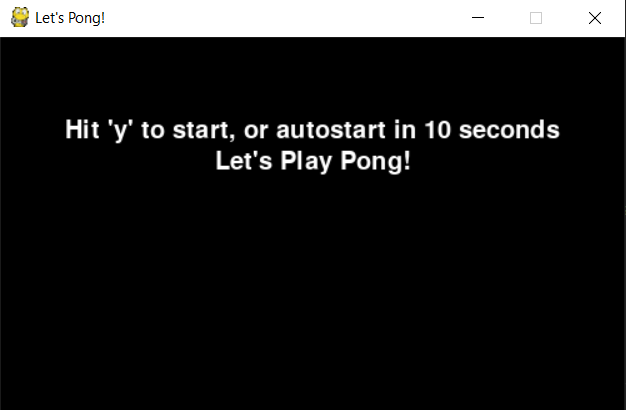 Let's Pong!
Hit 'y' to start, or autostart in 10 seconds
Let's Play Pong!